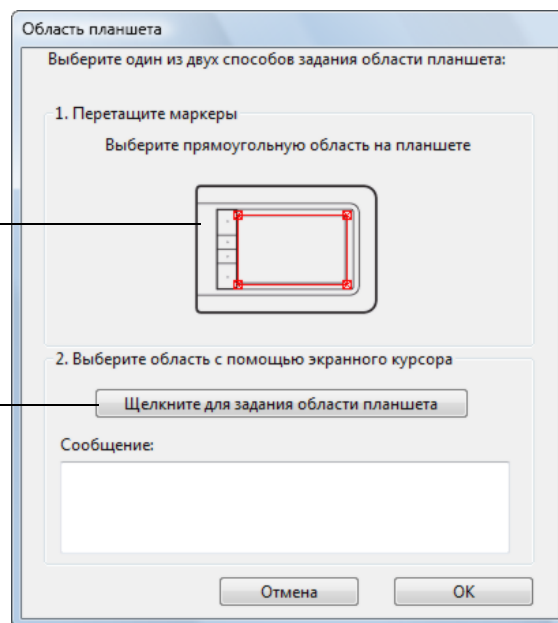 Область планшета
Выберите один из двух способов задания области планшета:
1. Перетащите маркеры
Выберите прямоугольную область на планшете
2. Выберите область с помощью экранного курсора
Щелкните для задания области планшета
Сообщение:
Отмена
OK